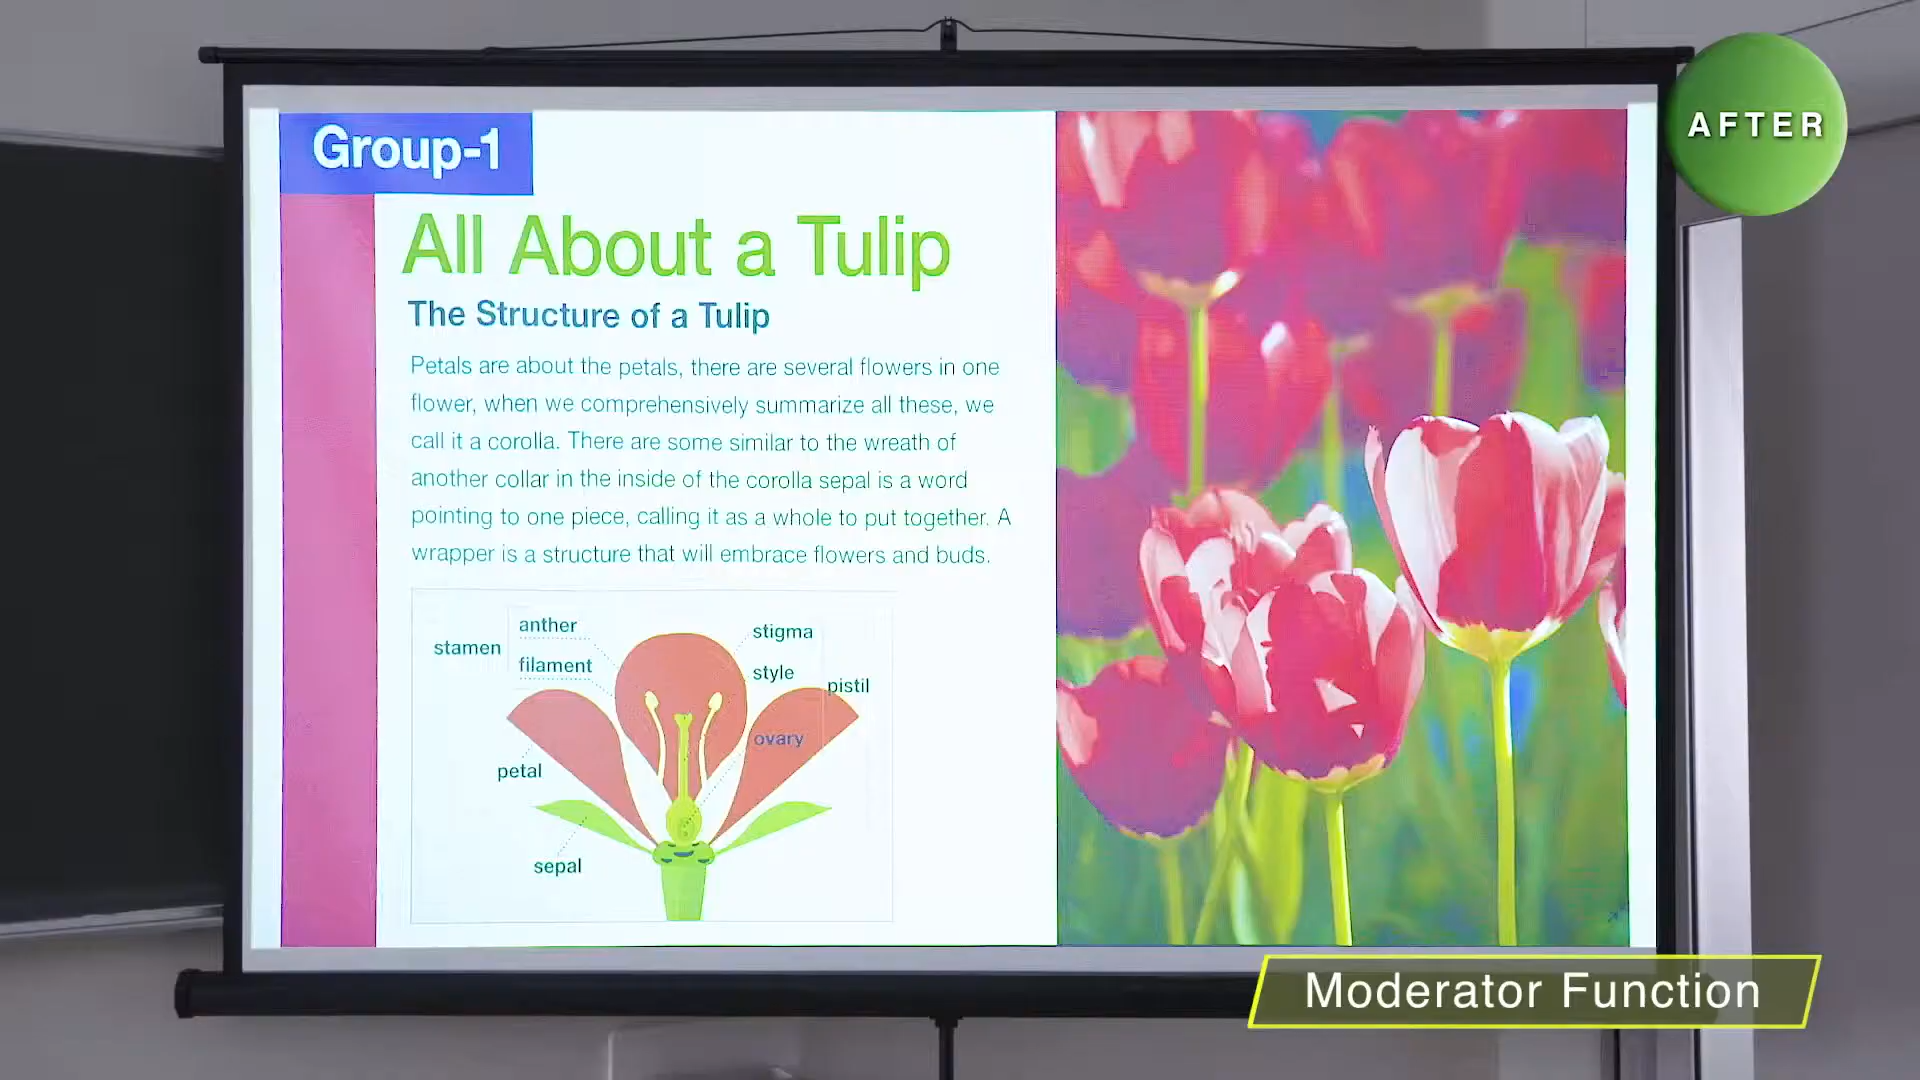 AFTER
Group-1
All About a Tulip
The Structure of a Tulip
Petals are about the petals, there are several flowers in one
flower, when we comprehensively summarize all these, we
call it a corolla. There are some similar to the wreath of
another collar in the inside of the corolla sepal is a word
pointing to one piece, calling it as a whole to put together. A
wrapper is a structure that will embrace flowers and buds.
anther
stigma
stamen
filament
style
pistil
ovary
petal
sepal
Moderator Function